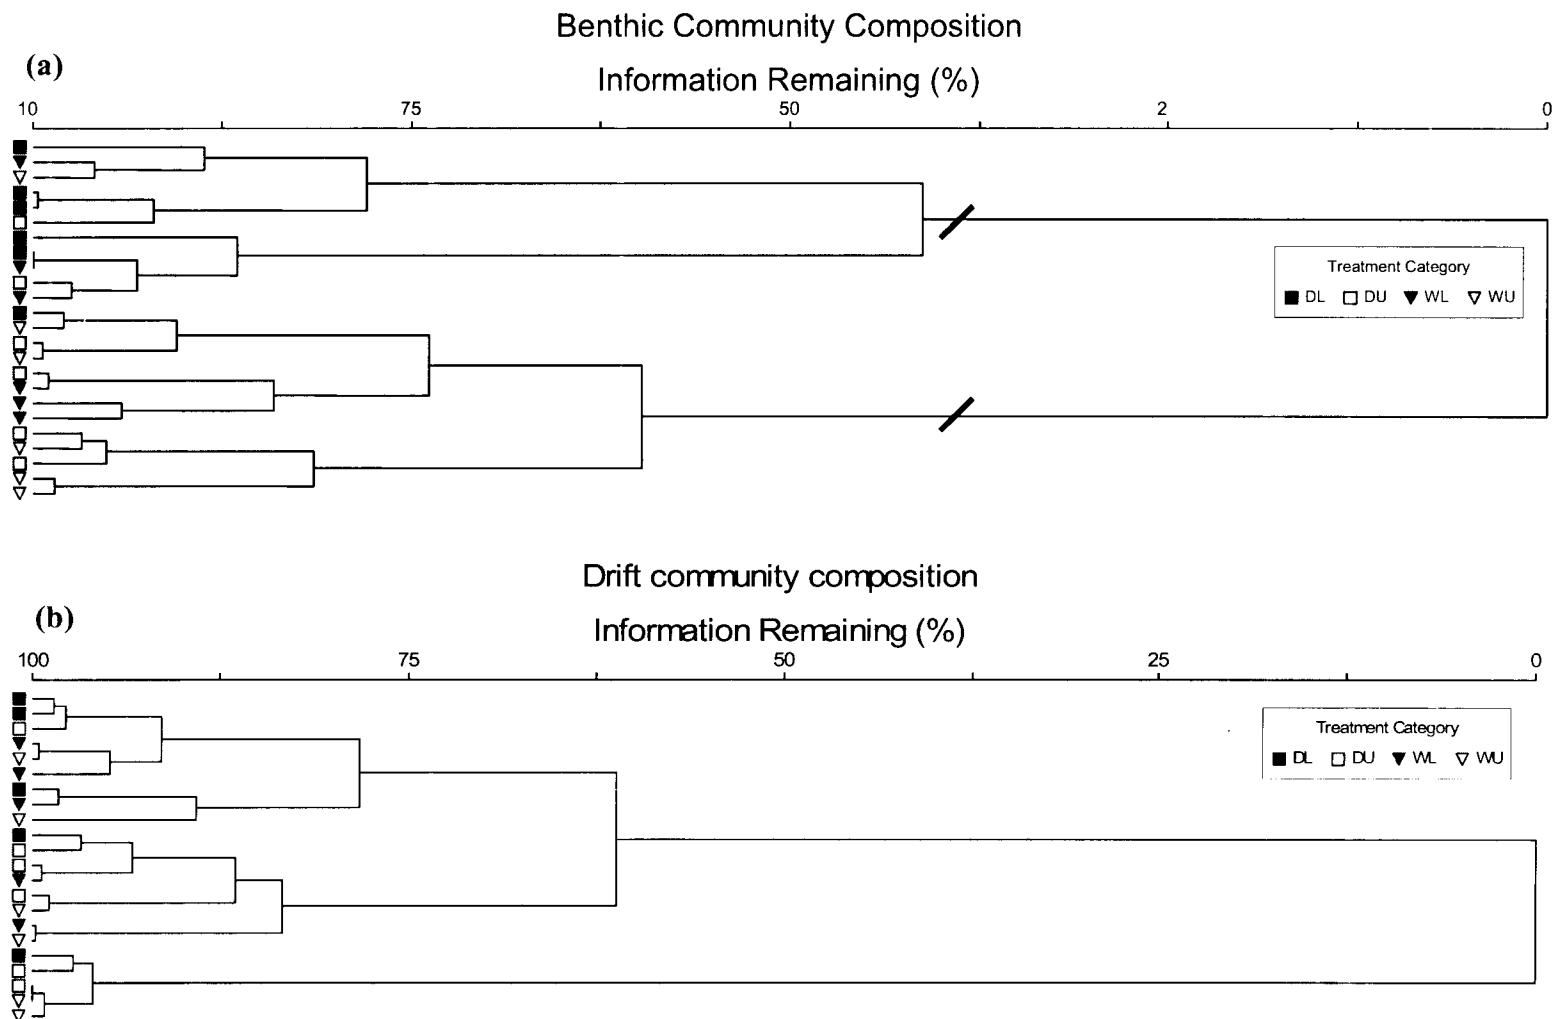 Benthic Community Composition
(a)
Information Remaining (%)
10 75 50 2 0
Treatment Category
DL DU WL WU
Drift community composition
(b)
Information Remaining (%)
100 75 50 25 0
Treatment Category
DL DU WL WU